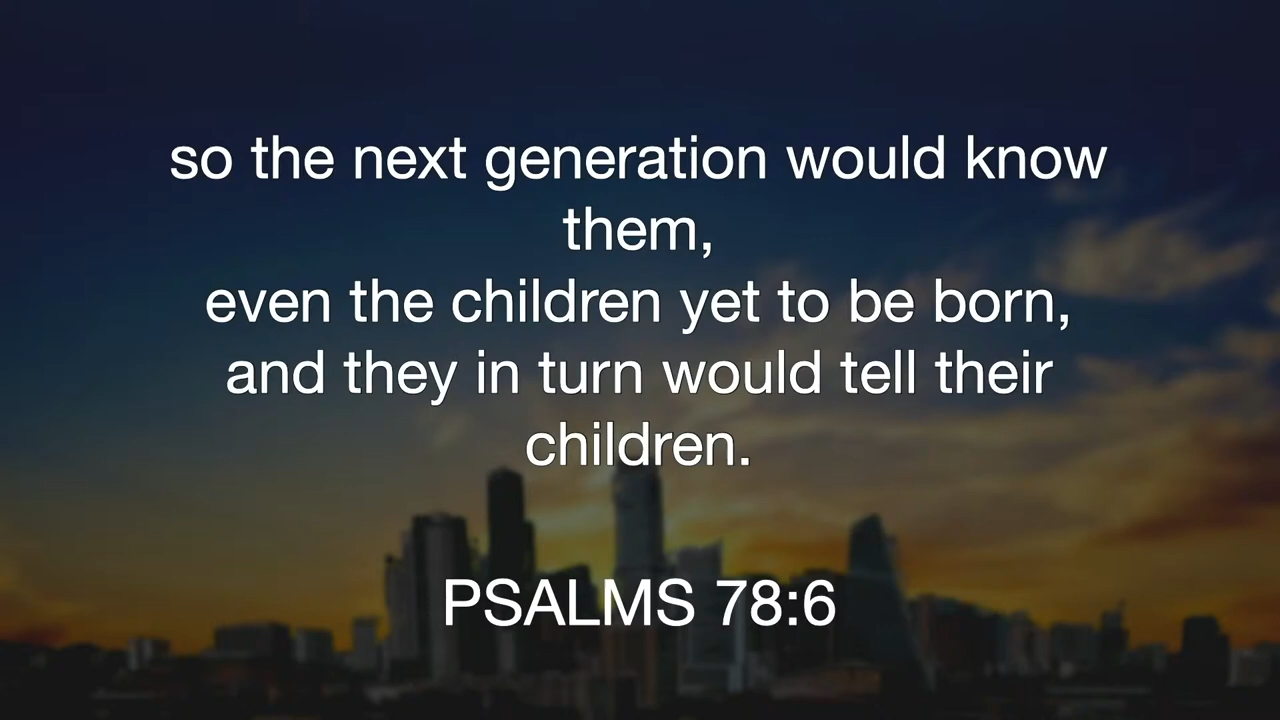 so the next generation would know
them,
even the children yet to be born,
and they in turn would tell their
children.
PSALMS 78:6